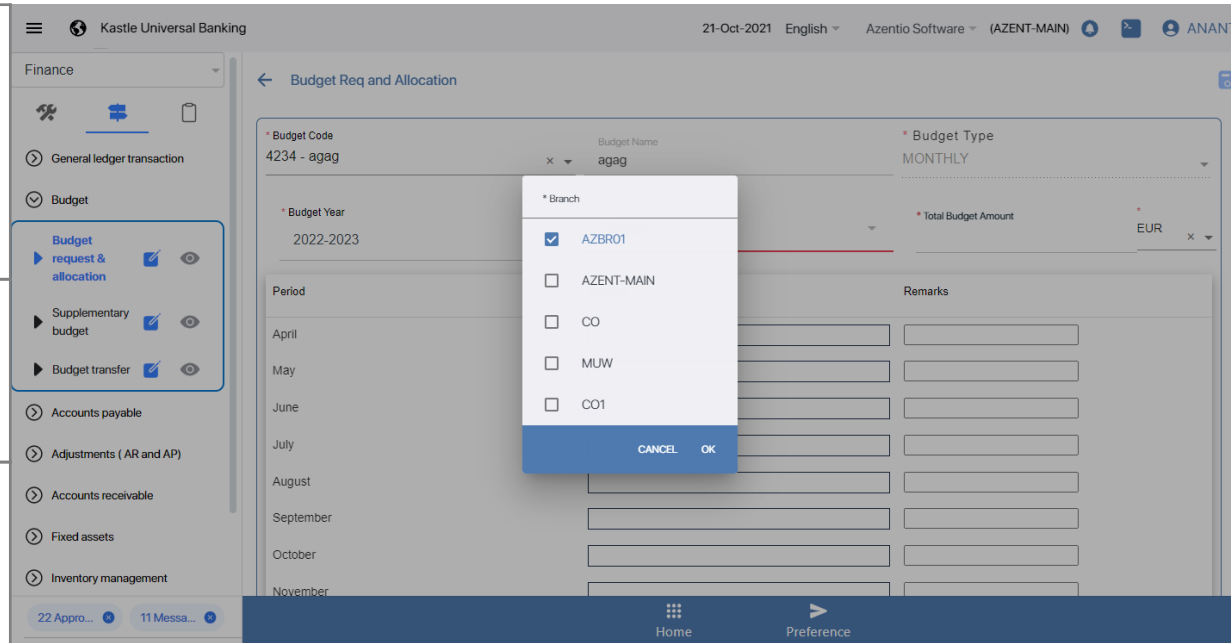 Kastle Universal Banking
21-Oct-2021 English Azentio Software (AZENT-MAIN) ANANT
Finance
Budget Req and Allocation
General ledger transaction
Budget
Budget
request &
allocation
Supplementary
budget
Budget transfer
Accounts payable
Adjustments ( AR and AP)
Accounts receivable
Fixed assets
Inventory management
22 Appro... 11 Messa...
* Budget Code
4234 - agag
Budget Name
agag
* Budget Type
MONTHLY
* Budget Year
2022-2023
* Total Budget Amount
*
EUR
* Branch
AZBR01
AZENT-MAIN
CO
MUW
CO1
CANCEL OK
Period
Remarks
April
May
June
July
August
September
October
November
Home
Preference